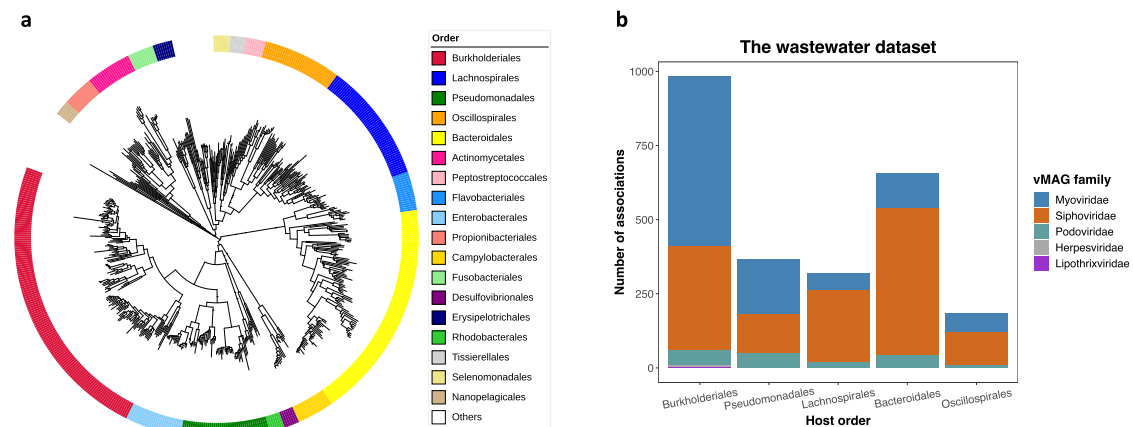 a
Order
Burkholderiales
Lachnospirales
Pseudomonadales
Oscillospirales
Bacteroidales
Actinomycetales
Peptostreptococcales
Flavobacteriales
Enterobacterales
Propionibacteriales
Campylobacterales
Fusobacteriales
Desulfovibrionales
Erysipelotrichales
Rhodobacterales
Tissierellales
Selenomonadales
Nanopelagicales
Others
b
The wastewater dataset
Number of associations
1000
750
500
250
0
Burkholderiales
Pseudomonadales
Lachnospirales
Bacteroidales
Oscillospirales
Host order
vMAG family
Myoviridae
Siphoviridae
Podoviridae
Herpesviridae
Lipothrixviridae